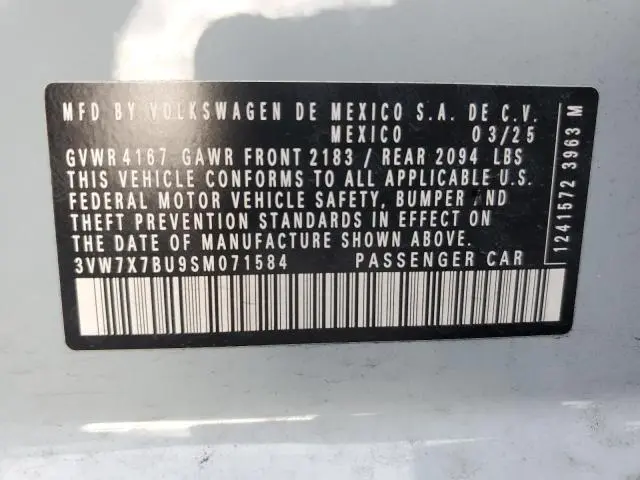 MFD BY VOLKSWAGEN DE MEXICO S.A. DE C.V.
MEXICO 03/25
GVWR 4167 GAWR FRONT 2183 / REAR 2094 LBS
THIS VEHICLE CONFORMS TO ALL APPLICABLE U.S.
FEDERAL MOTOR VEHICLE SAFETY, BUMPER AND
THEFT PREVENTION STANDARDS IN EFFECT ON
THE DATE OF MANUFACTURE SHOWN ABOVE.
3VW7X7BU9SM071584 PASSENGER CAR
1241572 3963 M